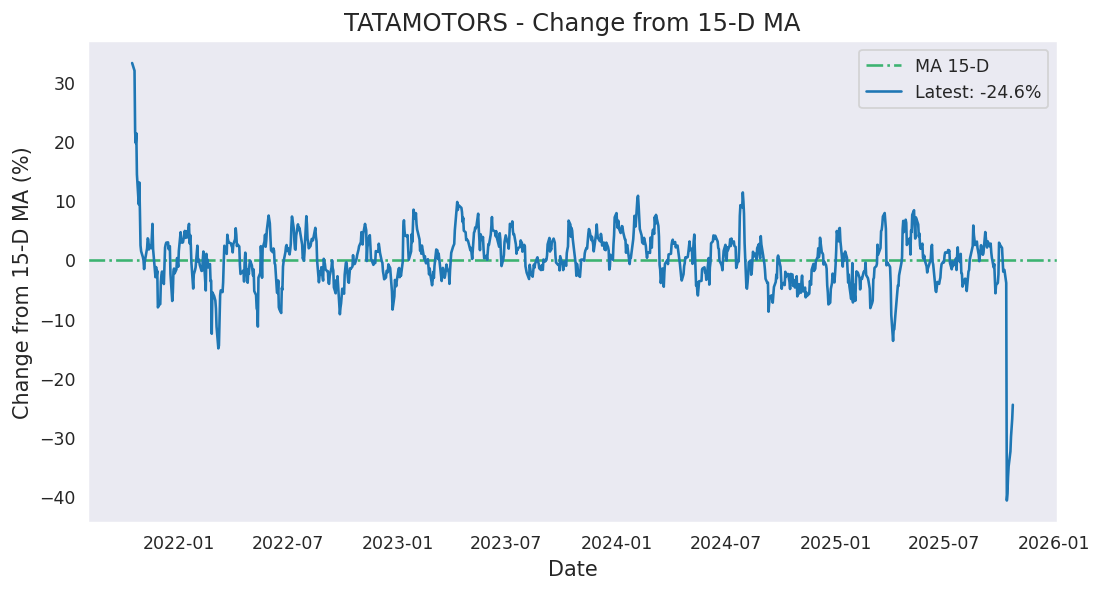 TATAMOTORS - Change from 15-D MA
MA 15-D
Latest: -24.6%
Change from 15-D MA (%)
30
20
10
0
−10
−20
−30
−40
2022-01 2022-07 2023-01 2023-07 2024-01 2024-07 2025-01 2025-07 2026-01
Date